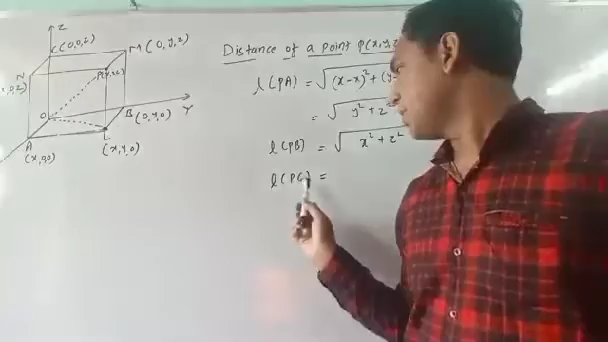 Z
C(0,0,z)
M(0,y,z)
N
P(x,y,z)
O
B(0,y,0)
Y
A
(x,0,0)
L
(x,y,0)
Distance of a point P(x,y,z
l(PA) = √(x-x)² + (y
= √y² + z²
l(PB) = √x² + z²
l(PC) =